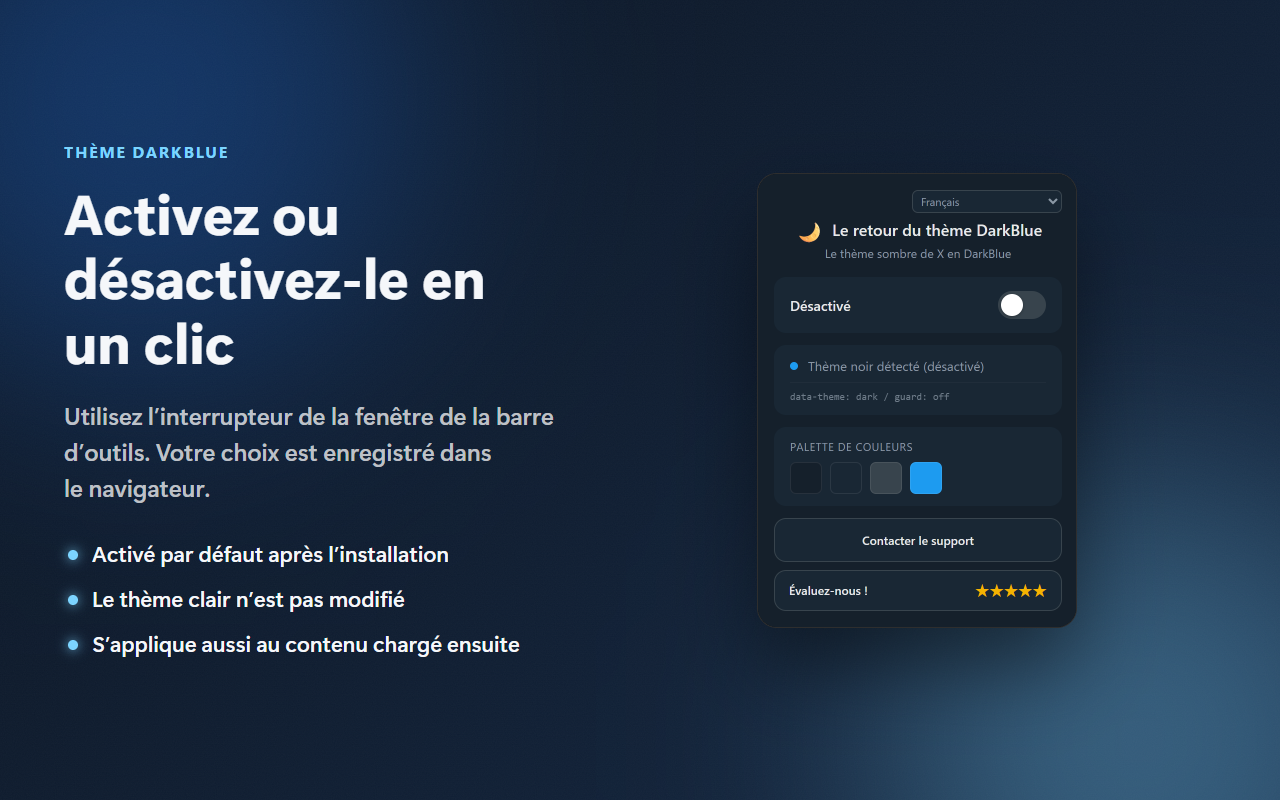 THÈME DARKBLUE
Activez ou
désactivez-le en
un clic
Utilisez l’interrupteur de la fenêtre de la barre
d’outils. Votre choix est enregistré dans
le navigateur.
Activé par défaut après l’installation
Le thème clair n’est pas modifié
S’applique aussi au contenu chargé ensuite
Français
🌙 Le retour du thème DarkBlue
Le thème sombre de X en DarkBlue
Désactivé
Thème noir détecté (désactivé)
data-theme: dark / guard: off
PALETTE DE COULEURS
Contacter le support
Évaluez-nous ! ★★★★★